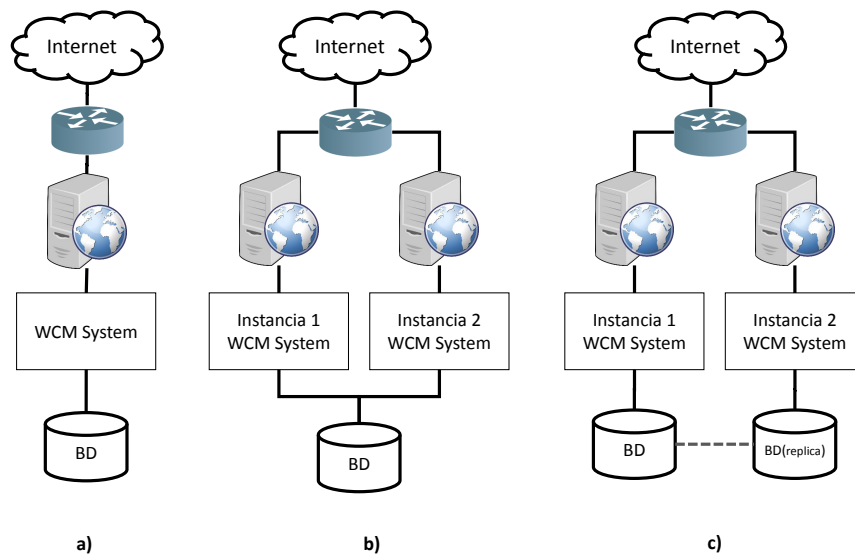 Internet
WCM System
BD
a)
Internet
Instancia 1
WCM System
Instancia 2
WCM System
BD
b)
Internet
Instancia 1
WCM System
Instancia 2
WCM System
BD
BD(replica)
c)